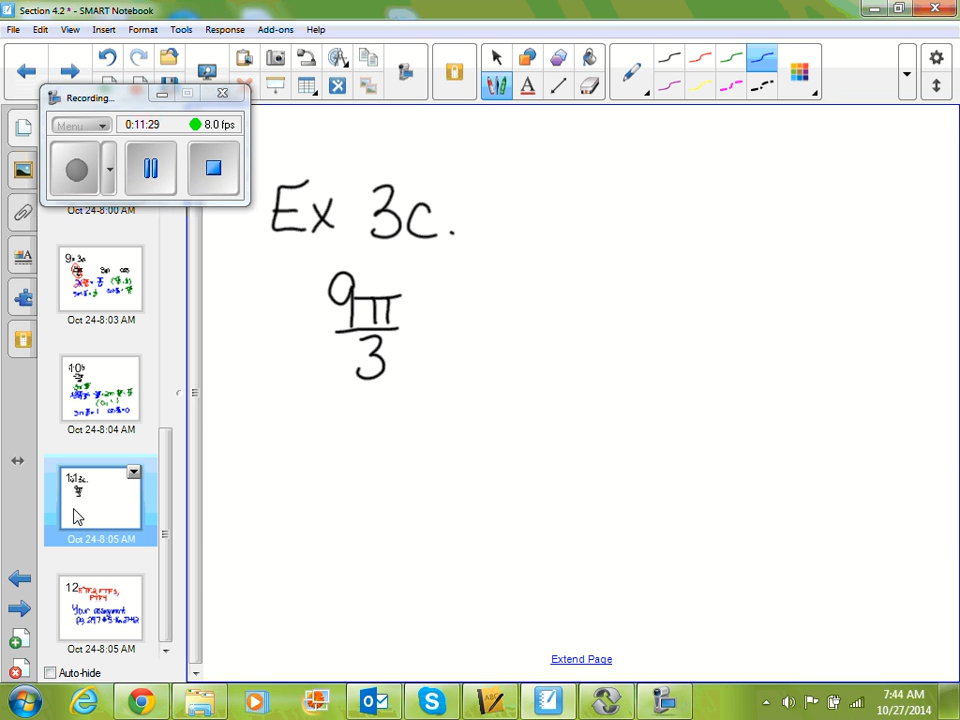 Section 4.2 * - SMART Notebook
File Edit View Insert Format Tools Response Add-ons Help
Recording...
Menu 0:11:29 8.0 fps
Oct 24-8:00 AM
Ex 3c.
9π
3
Oct 24-8:03 AM
Oct 24-8:04 AM
Oct 24-8:05 AM
12
Your assignment
Oct 24-8:05 AM
Extend Page
Auto-hide
7:44 AM
10/27/2014